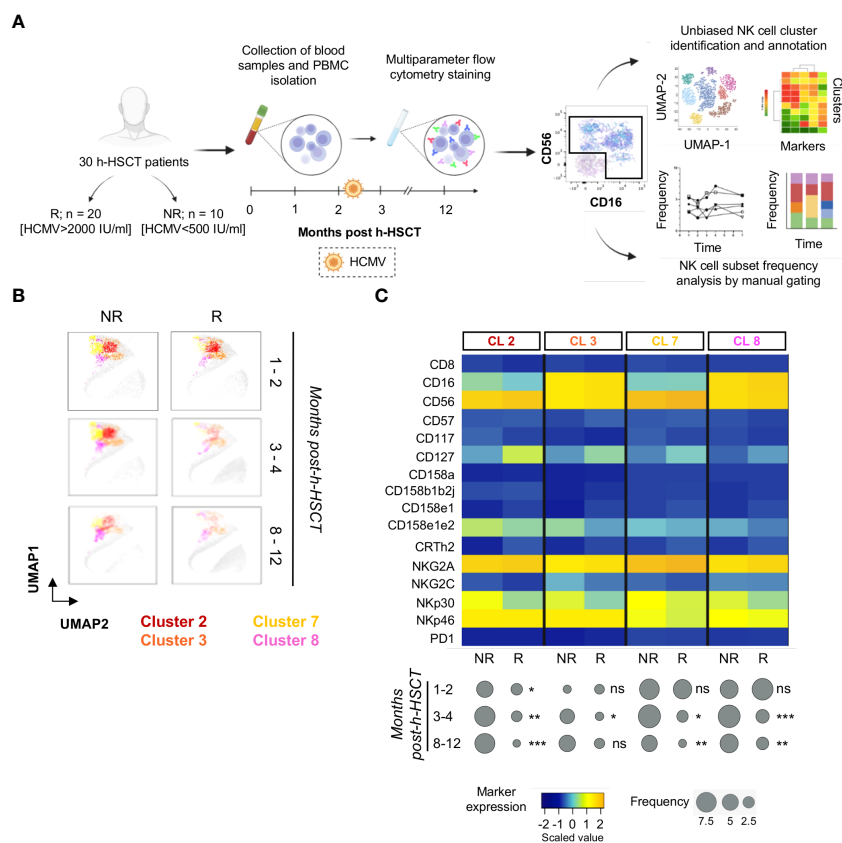 A
Collection of blood
samples and PBMC
isolation
Multiparameter flow
cytometry staining
Unbiased NK cell cluster
identification and annotation
30 h-HSCT patients
R; n = 20
[HCMV>2000 IU/ml]
NR; n = 10
[HCMV<500 IU/ml]
0 1 2 3 12
Months post h-HSCT
HCMV
CD56
CD16
UMAP-2
UMAP-1
Clusters
Markers
Frequency
Time
Frequency
Time
NK cell subset frequency
analysis by manual gating
B
NR R
1 - 2
3 - 4
8 - 12
Months post-h-HSCT
UMAP1
UMAP2
Cluster 2 Cluster 7
Cluster 3 Cluster 8
C
CL 2 CL 3 CL 7 CL 8
CD8
CD16
CD56
CD57
CD117
CD127
CD158a
CD158b1b2j
CD158e1
CD158e1e2
CRTh2
NKG2A
NKG2C
NKp30
NKp46
PD1
NR R NR R NR R NR R
Months
post-h-HSCT
1-2 * ns ns ns
3-4 ** * * ***
8-12 *** ns ** **
Marker
expression
-2 -1 0 1 2
Scaled value
Frequency
7.5 5 2.5